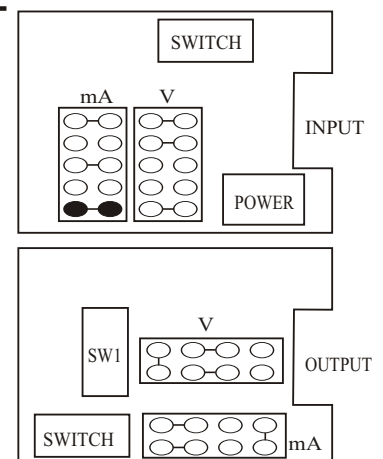 SWITCH
mA V
INPUT
POWER
V
SW1
OUTPUT
SWITCH
mA